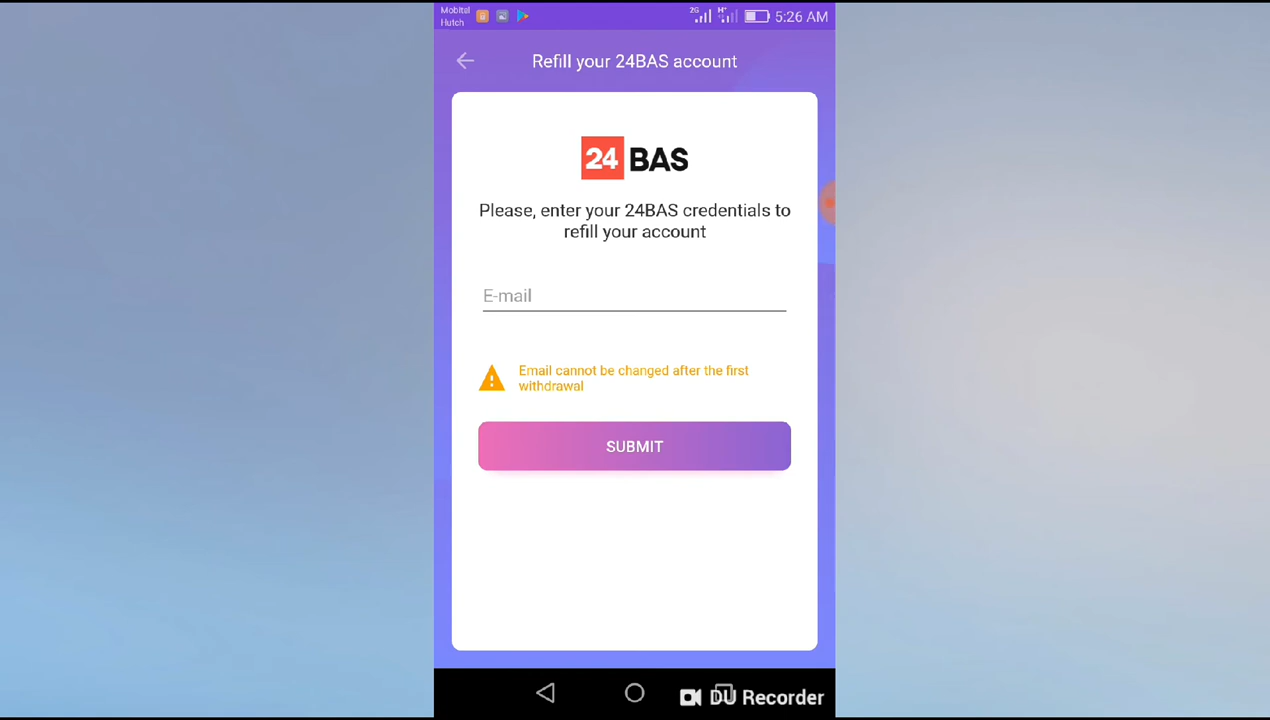 Mobitel
Hutch
2G
H+
5:26 AM
Refill your 24BAS account
24 BAS
Please, enter your 24BAS credentials to
refill your account
E-mail
Email cannot be changed after the first
withdrawal
SUBMIT
DU Recorder